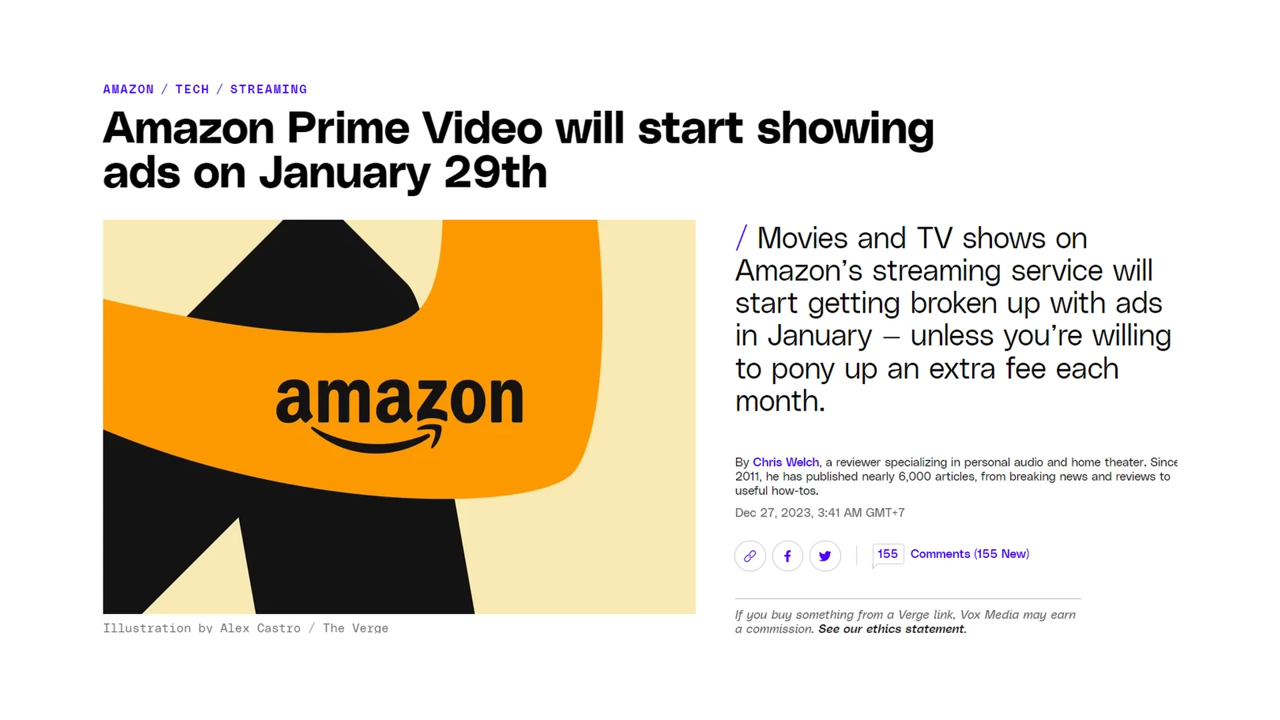 AMAZON / TECH / STREAMING
Amazon Prime Video will start showing
ads on January 29th
amazon
/ Movies and TV shows on
Amazon’s streaming service will
start getting broken up with ads
in January — unless you’re willing
to pony up an extra fee each
month.
By Chris Welch, a reviewer specializing in personal audio and home theater. Since
2011, he has published nearly 6,000 articles, from breaking news and reviews to
useful how-tos.
Dec 27, 2023, 3:41 AM GMT+7
155 Comments (155 New)
If you buy something from a Verge link, Vox Media may earn
a commission. See our ethics statement.
Illustration by Alex Castro / The Verge